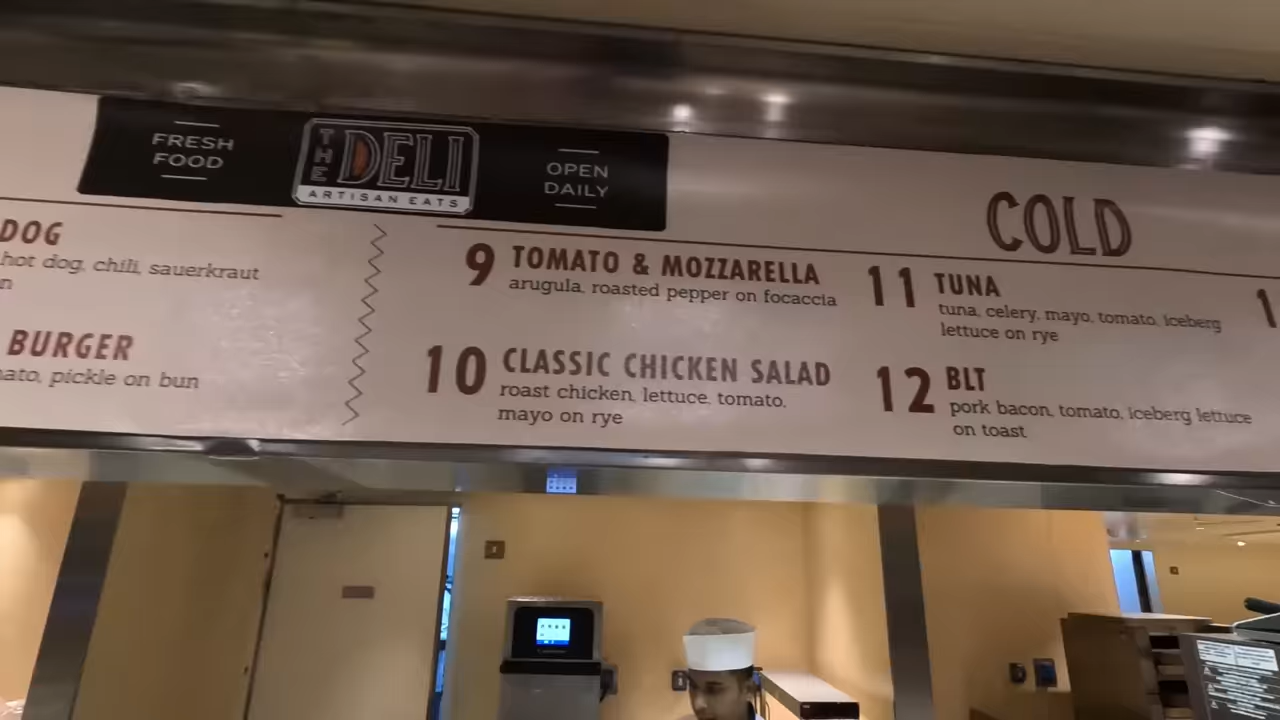 FRESH
FOOD
THE DELI
ARTISAN EATS
OPEN
DAILY
DOG
hot dog, chili, sauerkraut
BURGER
pickle on bun
COLD
9 TOMATO & MOZZARELLA
arugula, roasted pepper on focaccia
10 CLASSIC CHICKEN SALAD
roast chicken, lettuce, tomato,
mayo on rye
11 TUNA
tuna, celery, mayo, tomato, iceberg
lettuce on rye
12 BLT
pork bacon, tomato, iceberg lettuce
on toast